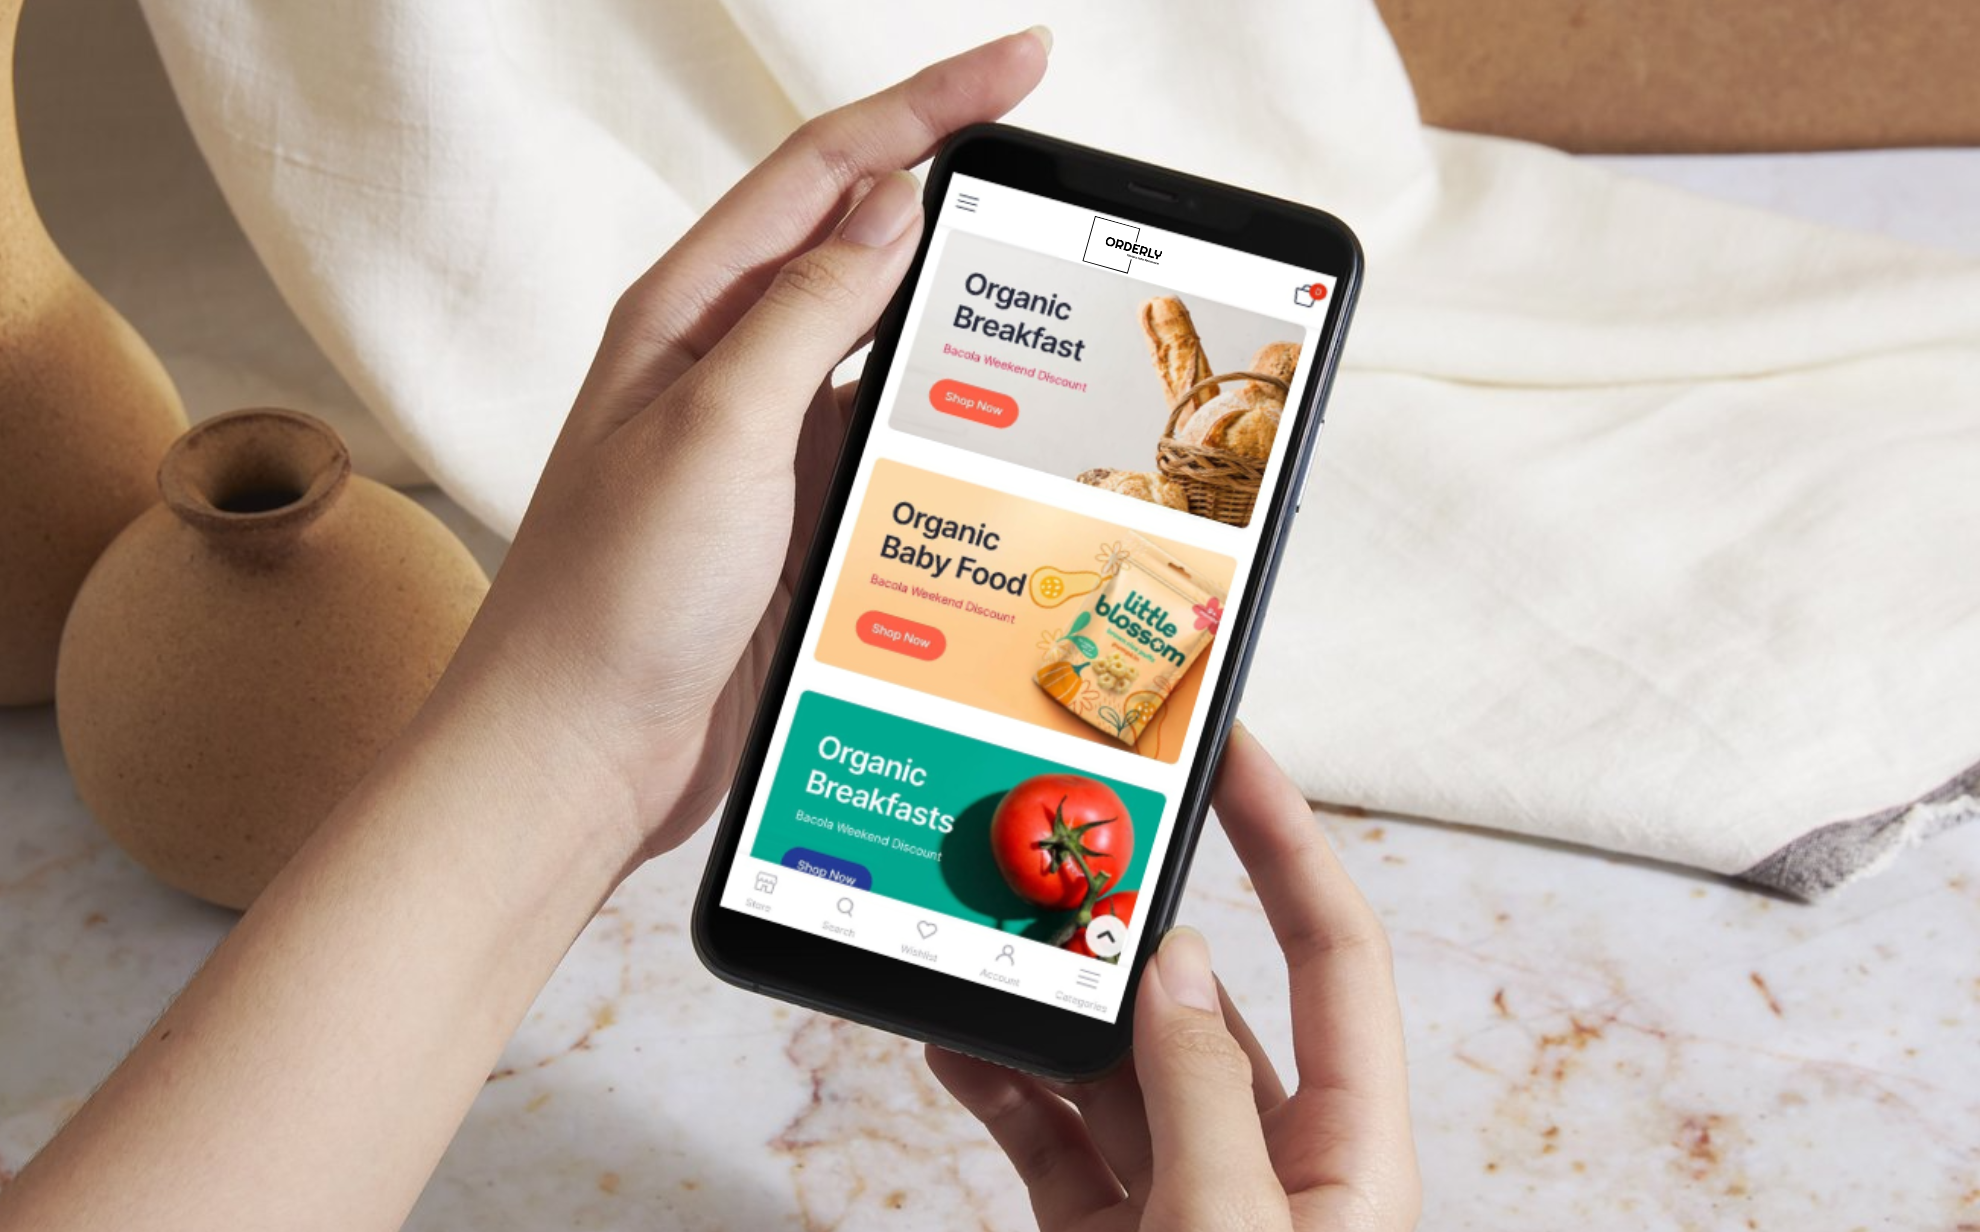 ORDERLY
0
Organic
Breakfast
Bacola Weekend Discount
Shop Now
Organic
Baby Food
Bacola Weekend Discount
Shop Now
little
blossom
Organic
Breakfasts
Bacola Weekend Discount
Shop Now
Store
Search
Wishlist
Account
Categories